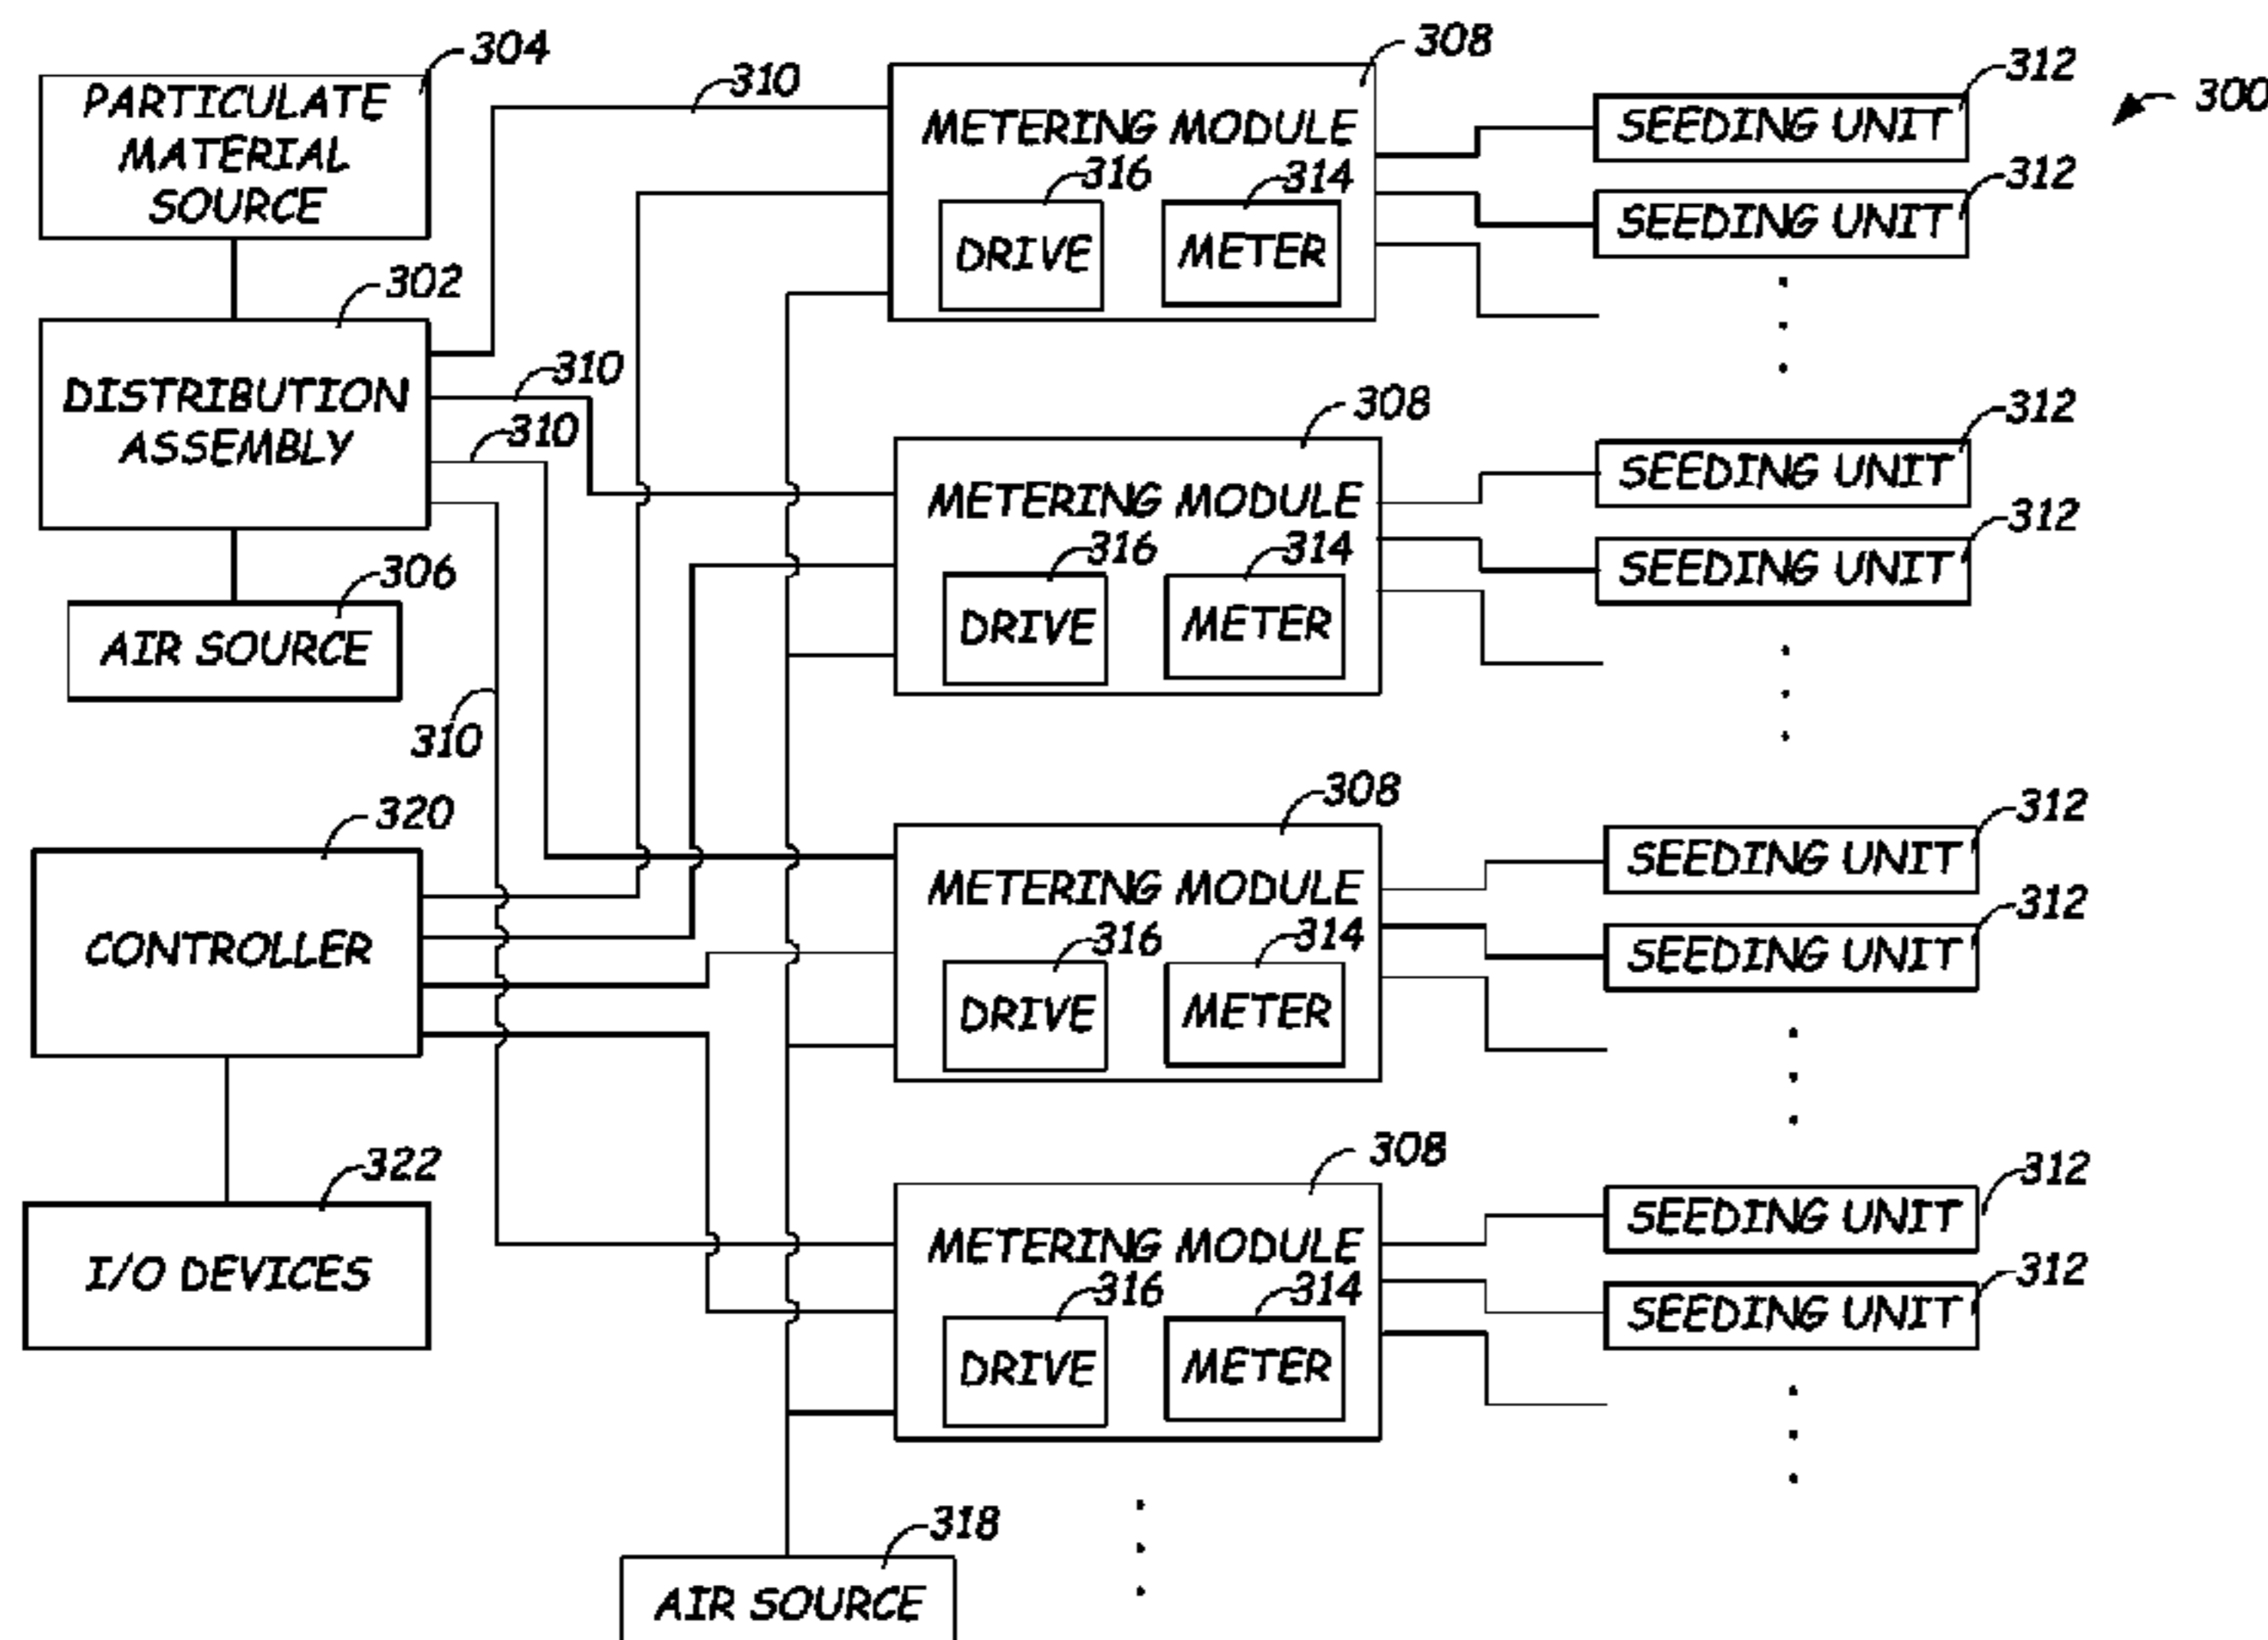 304
PARTICULATE
MATERIAL
SOURCE
302
DISTRIBUTION
ASSEMBLY
306
AIR SOURCE
310
310
310
310
320
CONTROLLER
322
I/O DEVICES
308
METERING MODULE
316
314
DRIVE
METER
308
METERING MODULE
316
314
DRIVE
METER
308
METERING MODULE
316
314
DRIVE
METER
308
METERING MODULE
316
314
DRIVE
METER
318
AIR SOURCE
312
SEEDING UNIT
312
SEEDING UNIT
312
SEEDING UNIT
312
SEEDING UNIT
312
SEEDING UNIT
312
SEEDING UNIT
312
SEEDING UNIT
312
SEEDING UNIT
300